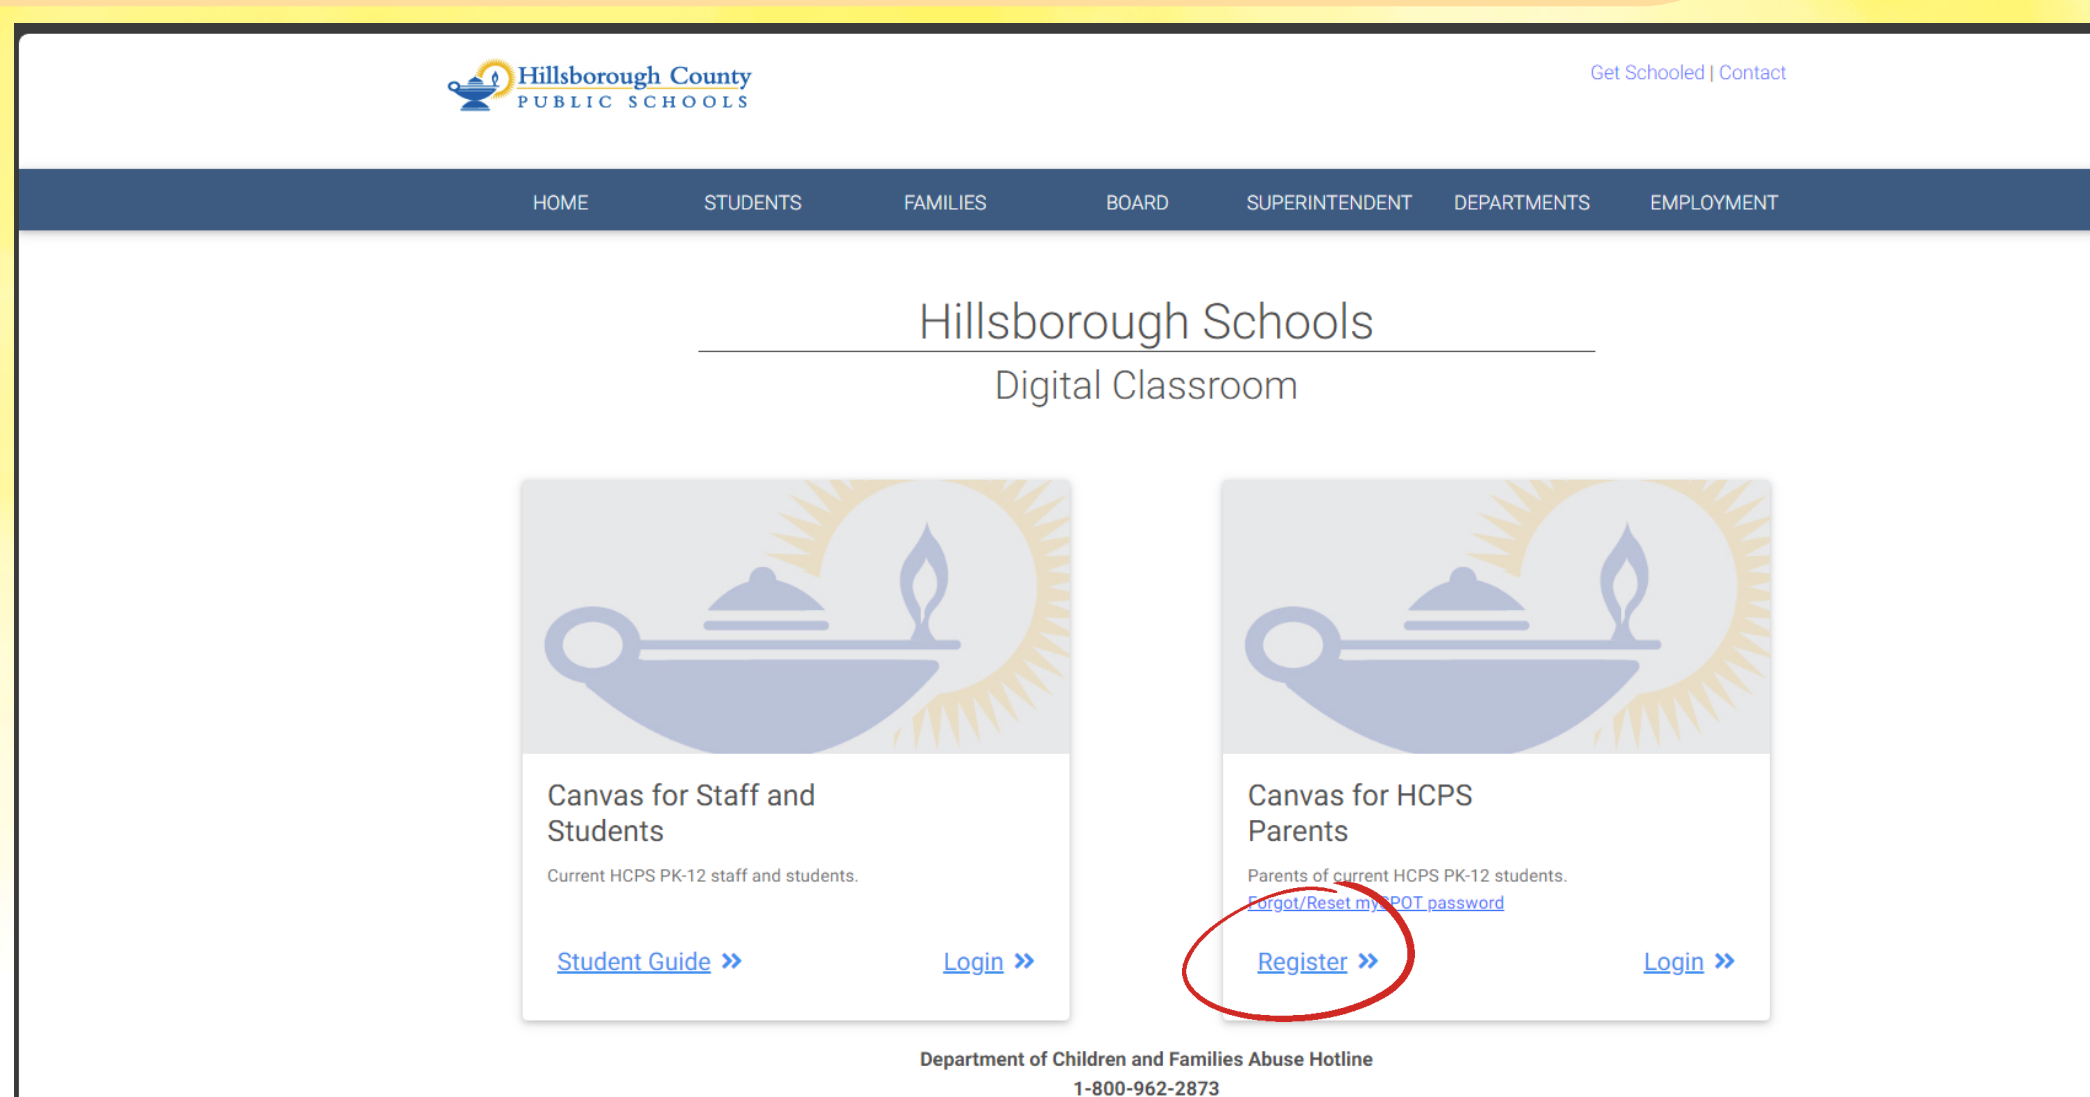 Hillsborough County
PUBLIC SCHOOLS
Get Schooled | Contact
HOME STUDENTS FAMILIES BOARD SUPERINTENDENT DEPARTMENTS EMPLOYMENT
Hillsborough Schools
Digital Classroom
Canvas for Staff and
Students
Current HCPS PK-12 staff and students.
Student Guide »
Login »
Canvas for HCPS
Parents
Parents of current HCPS PK-12 students.
Forgot/Reset mySPOT password
Register »
Login »
Department of Children and Families Abuse Hotline
1-800-962-2873